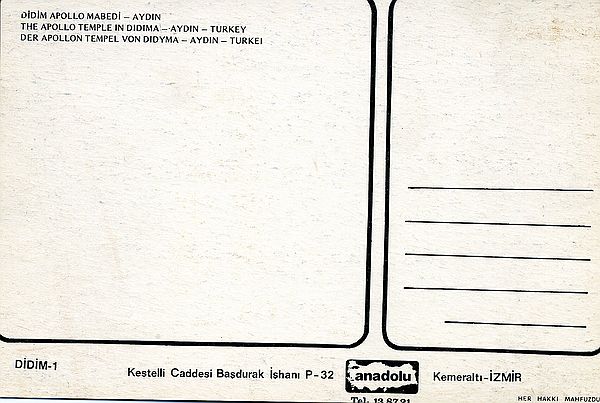 DİDİM APOLLO MABEDİ – AYDIN
THE APOLLO TEMPLE IN DIDIMA – AYDIN – TURKEY
DER APOLLON TEMPEL VON DIDYMA – AYDIN – TURKEI
DİDİM-1
Kestelli Caddesi Başdurak İshanı P-32 anadolu Kemeraltı-İZMİR
Tel. 13 87 21
HER HAKKI MAHFUZDU